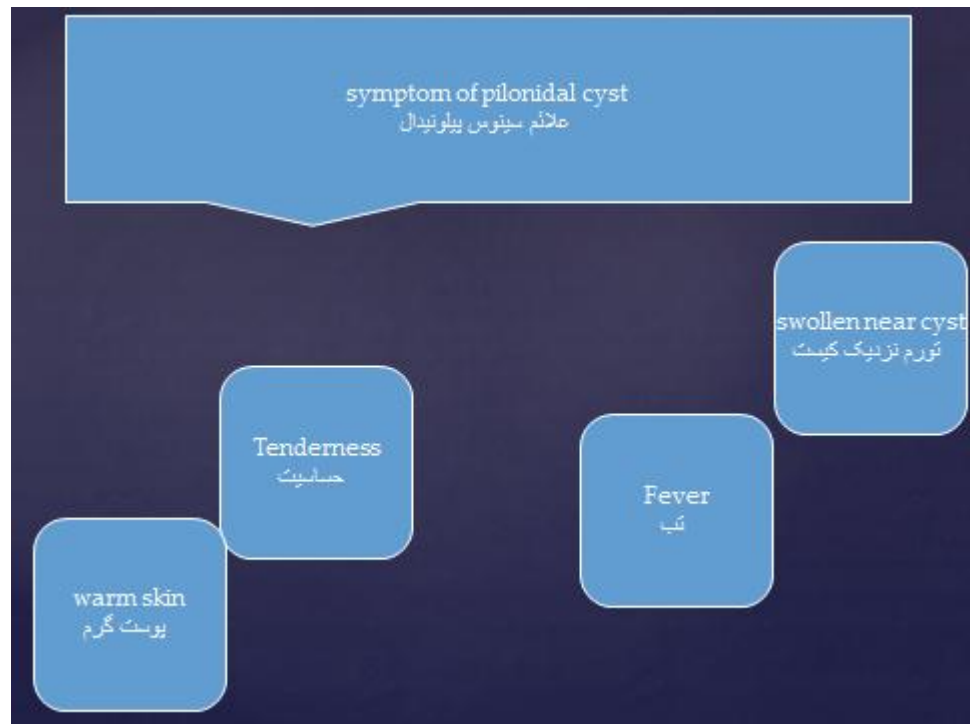 symptom of pilonidal cyst
علائم سینوس پیلونیدال
swollen near cyst
تورم نزدیک کیست
Tenderness
حساسیت
Fever
تب
warm skin
پوست گرم